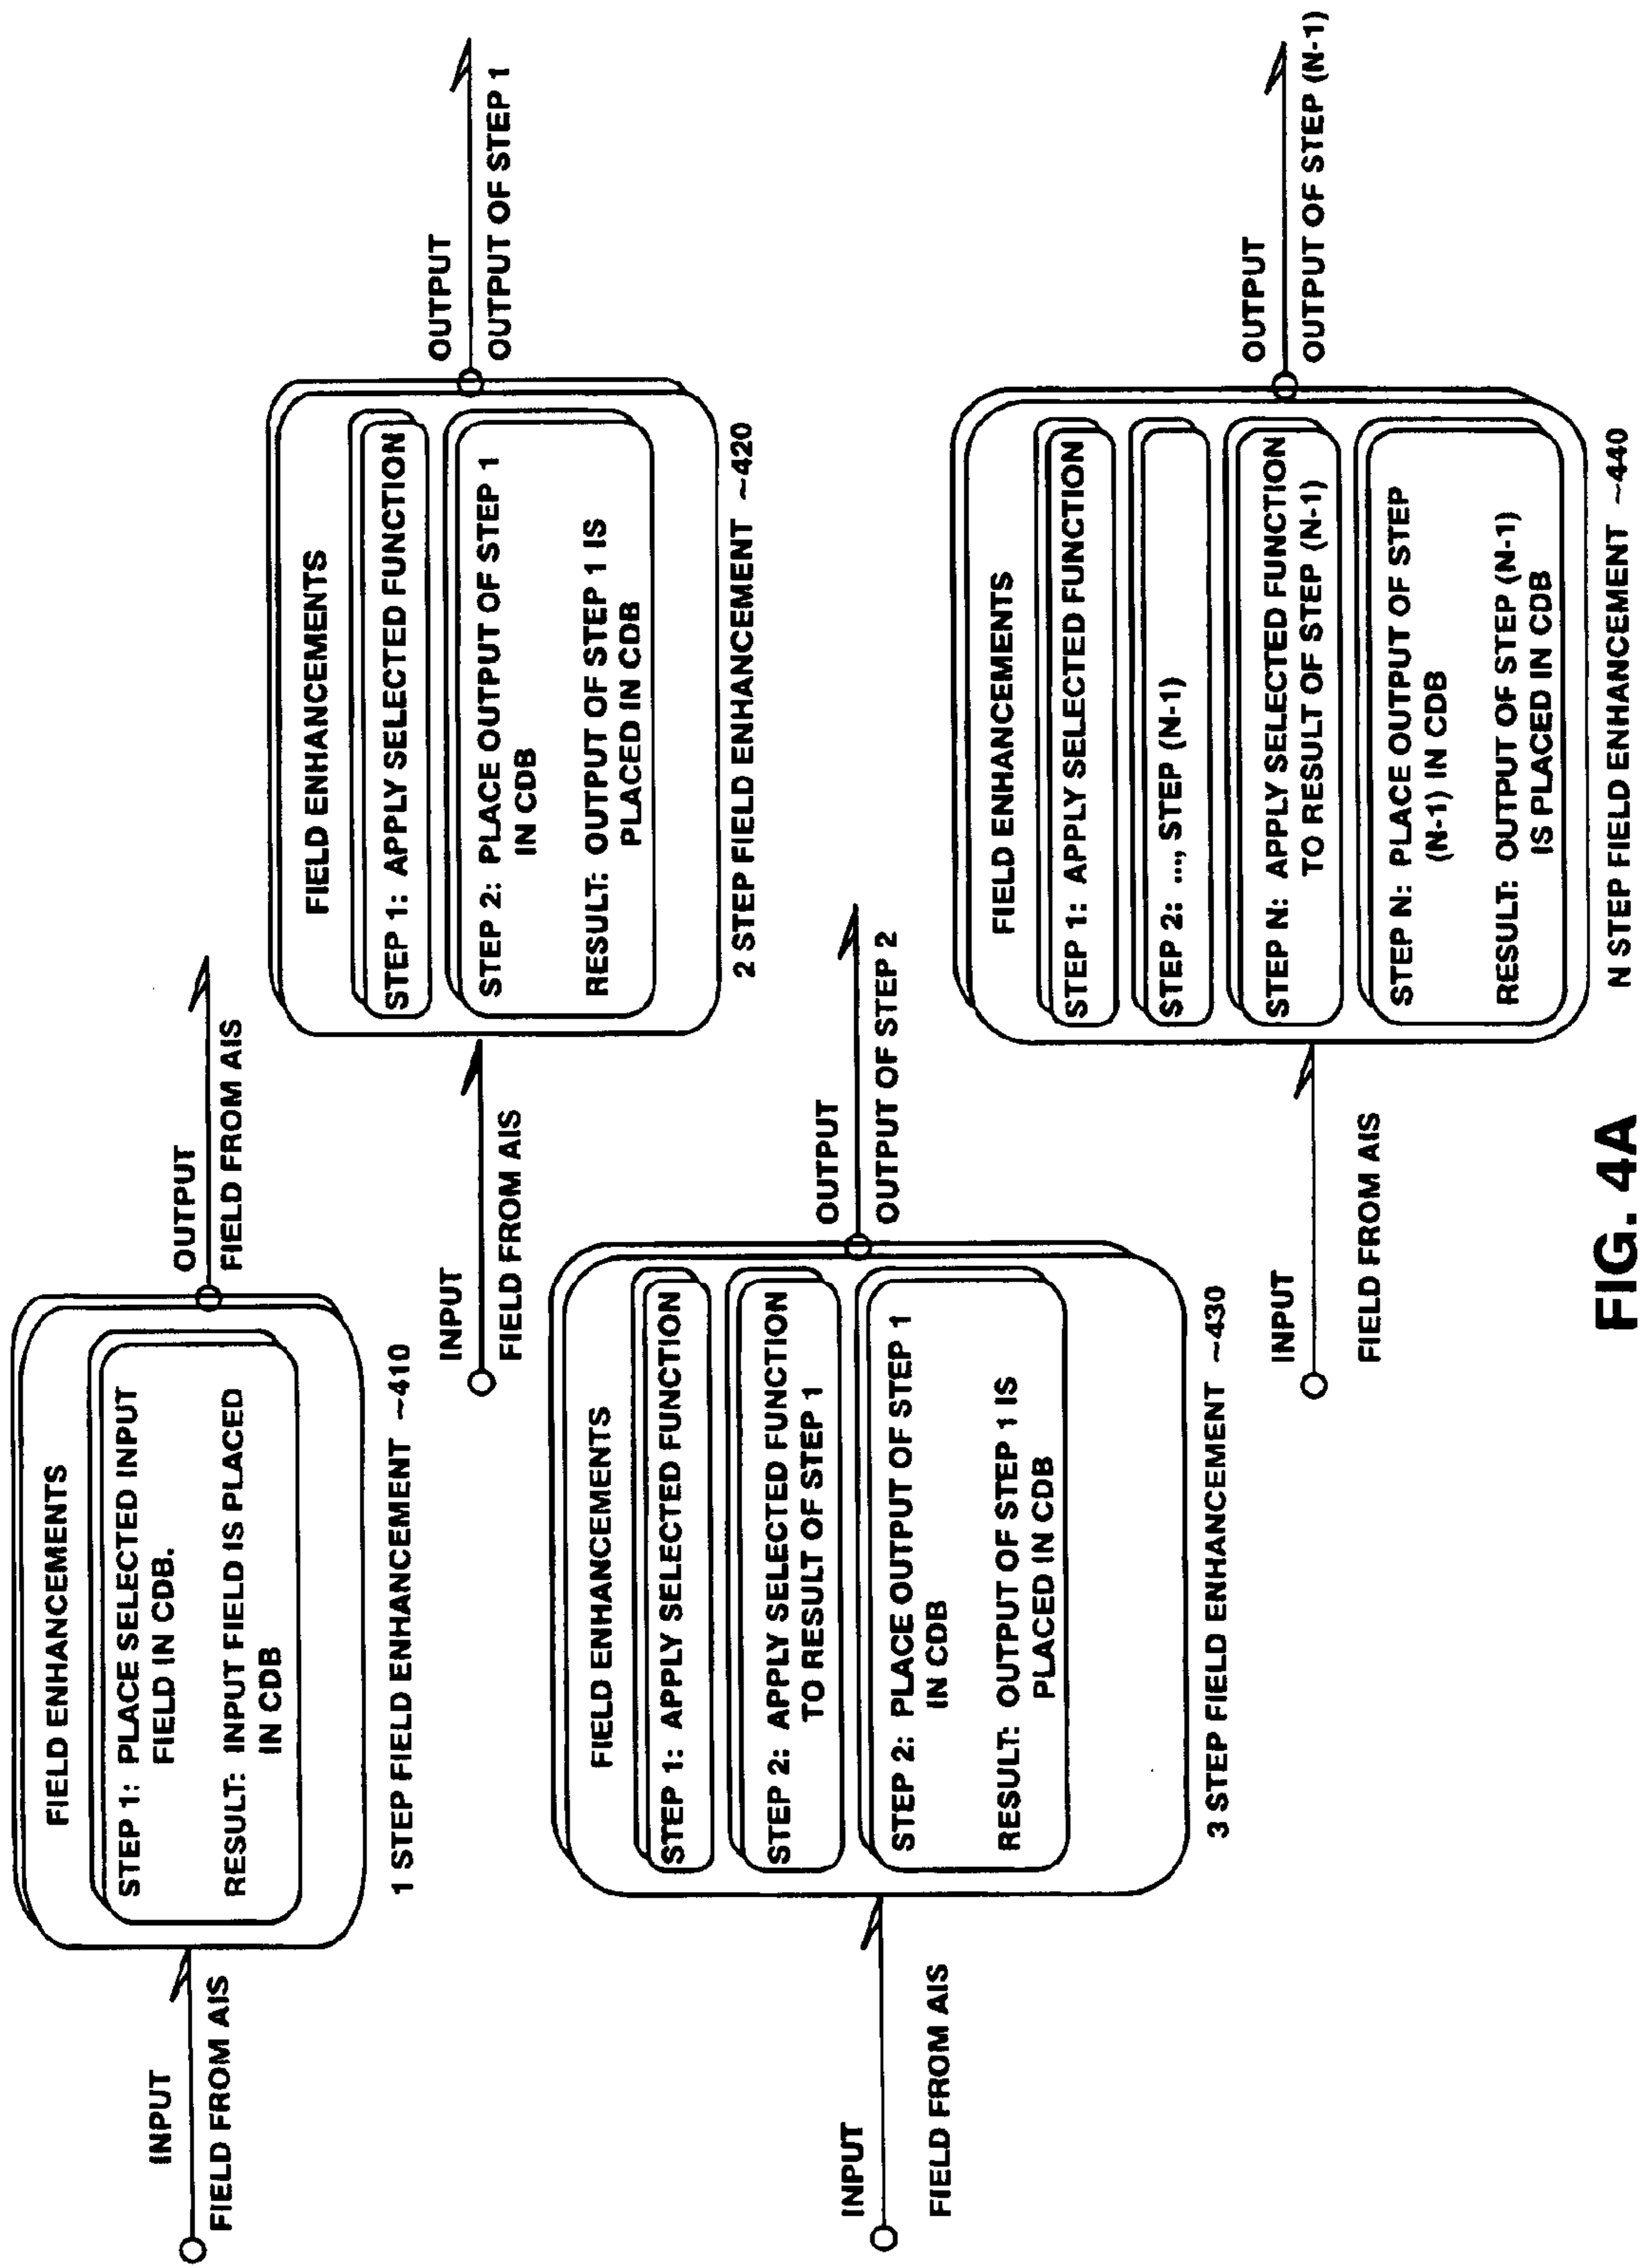 INPUT
FIELD FROM AIS
FIELD ENHANCEMENTS
STEP 1: PLACE SELECTED INPUT
FIELD IN CDB.
RESULT: INPUT FIELD IS PLACED
IN CDB
1 STEP FIELD ENHANCEMENT ~410
OUTPUT
FIELD FROM AIS
INPUT
FIELD FROM AIS
FIELD ENHANCEMENTS
STEP 1: APPLY SELECTED FUNCTION
STEP 2: PLACE OUTPUT OF STEP 1
IN CDB
RESULT: OUTPUT OF STEP 1 IS
PLACED IN CDB
2 STEP FIELD ENHANCEMENT ~420
OUTPUT
OUTPUT OF STEP 1
INPUT
FIELD FROM AIS
FIELD ENHANCEMENTS
STEP 1: APPLY SELECTED FUNCTION
STEP 2: APPLY SELECTED FUNCTION
TO RESULT OF STEP 1
STEP 2: PLACE OUTPUT OF STEP 1
IN CDB
RESULT: OUTPUT OF STEP 1 IS
PLACED IN CDB
3 STEP FIELD ENHANCEMENT ~430
OUTPUT
OUTPUT OF STEP 2
INPUT
FIELD FROM AIS
FIELD ENHANCEMENTS
STEP 1: APPLY SELECTED FUNCTION
STEP 2: ..., STEP (N-1)
STEP N: APPLY SELECTED FUNCTION
TO RESULT OF STEP (N-1)
STEP N: PLACE OUTPUT OF STEP
(N-1) IN CDB
RESULT: OUTPUT OF STEP (N-1)
IS PLACED IN CDB
N STEP FIELD ENHANCEMENT ~440
OUTPUT
OUTPUT OF STEP (N-1)
FIG. 4A